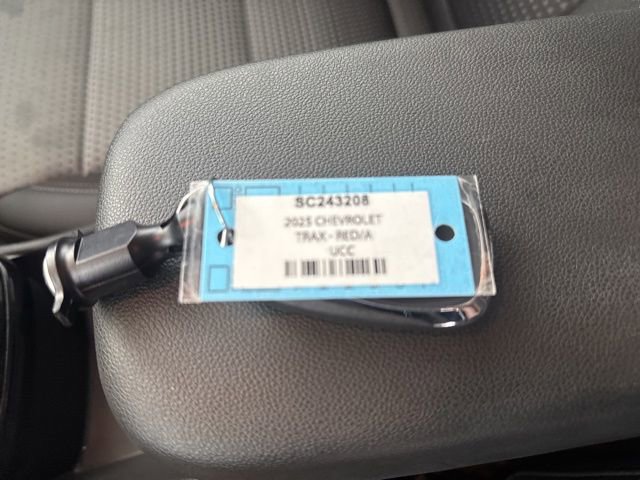 SC243208
2025 CHEVROLET
TRAX - RED/A
UCC